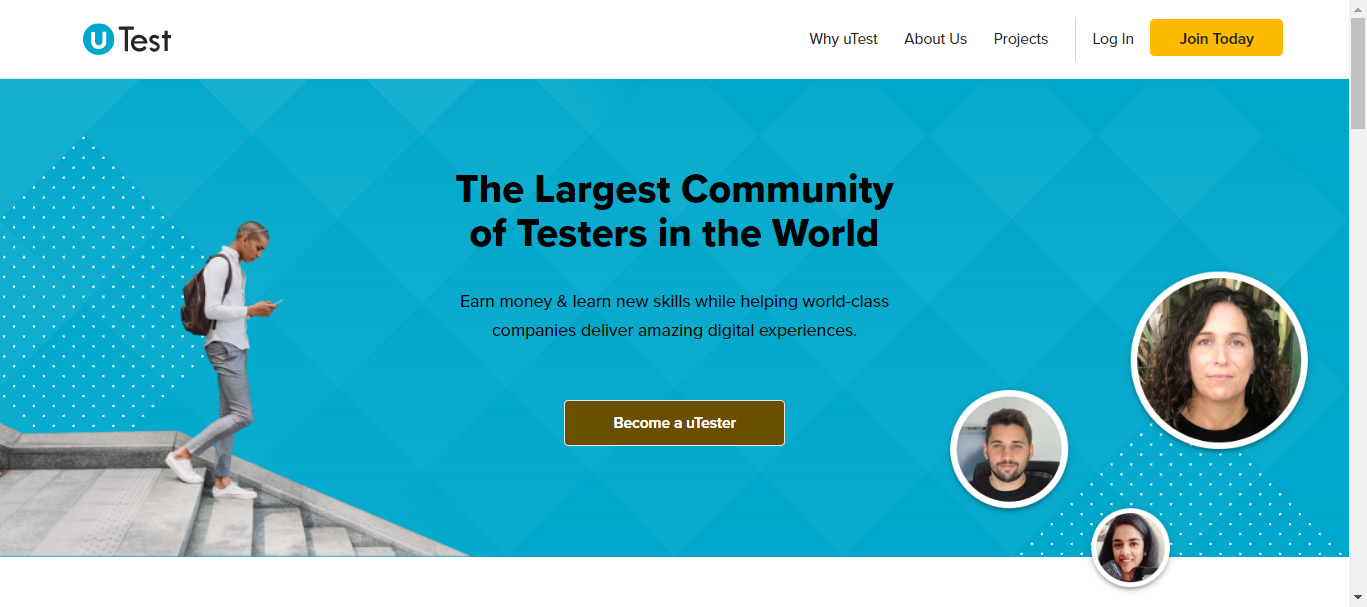 uTest
Why uTest
About Us
Projects
Log In
Join Today
The Largest Community
of Testers in the World
Earn money & learn new skills while helping world-class
companies deliver amazing digital experiences.
Become a uTester